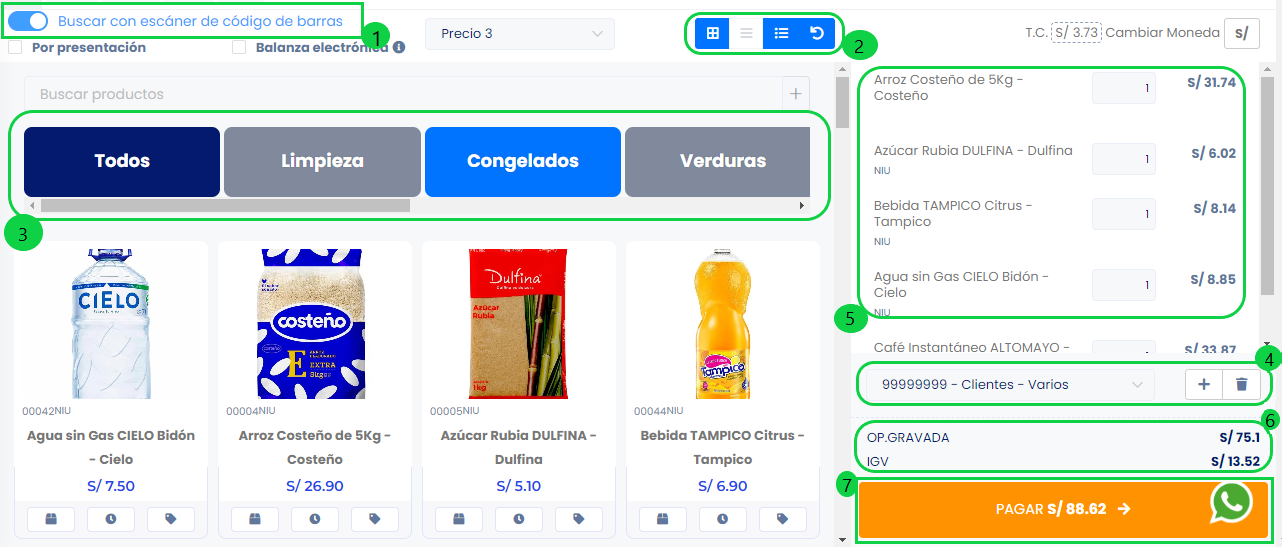 Buscar con escáner de código de barras
1
Por presentación
Balanza electrónica
Precio 3
2
T.C. S/ 3.73 Cambiar Moneda S/
Buscar productos
Todos
Limpieza
Congelados
Verduras
3
CIELO
costeño
costeño
E
EXTRA
5kgs
Dulfina
Azúcar
Rubia
1kg
Tampico
00042NIU
Agua sin Gas CIELO Bidón
- Cielo
S/ 7.50
00004NIU
Arroz Costeño de 5Kg -
Costeño
S/ 26.90
00005NIU
Azúcar Rubia DULFINA -
Dulfina
S/ 5.10
00044NIU
Bebida TAMPICO Citrus -
Tampico
S/ 6.90
Arroz Costeño de 5Kg -
Costeño
1
S/ 31.74
Azúcar Rubia DULFINA - Dulfina
NIU
1
S/ 6.02
Bebida TAMPICO Citrus -
Tampico
NIU
1
S/ 8.14
Agua sin Gas CIELO Bidón -
Cielo
NIU
1
S/ 8.85
5
Café Instantáneo ALTOMAYO -
1
S/ 33.87
4
99999999 - Clientes - Varios
6
OP.GRAVADA S/ 75.1
IGV S/ 13.52
7
PAGAR S/ 88.62